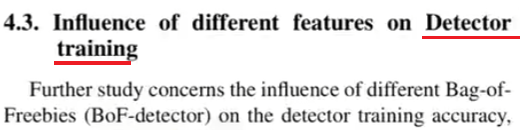 4.3. Influence of different features on Detector
training
Further study concerns the influence of different Bag-of-
Freebies (BoF-detector) on the detector training accuracy,